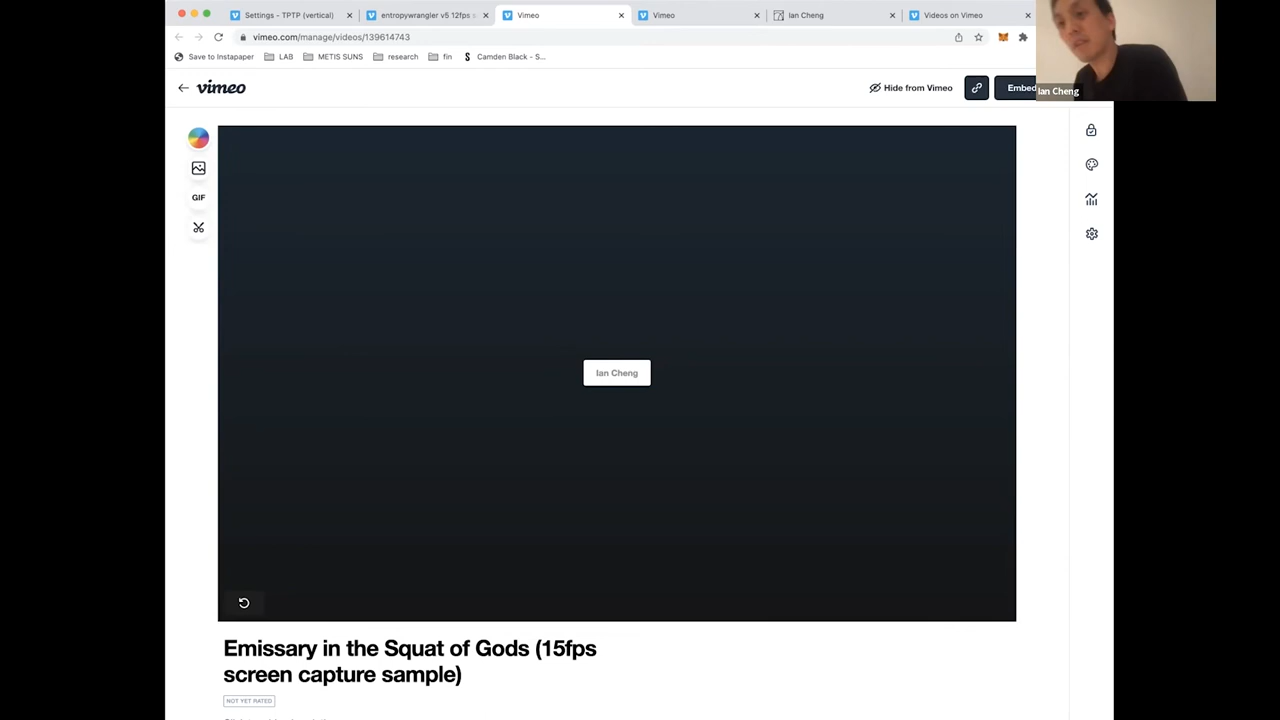 Settings - TPTP (vertical)
entropywrangler v5 12fps s
Vimeo
Vimeo
Ian Cheng
Videos on Vimeo
vimeo.com/manage/videos/139614743
Save to Instapaper
LAB
METIS SUNS
research
fin
Camden Black - S...
vimeo
Hide from Vimeo
Embed
Ian Cheng
GIF
Ian Cheng
Emissary in the Squat of Gods (15fps
screen capture sample)
NOT YET RATED